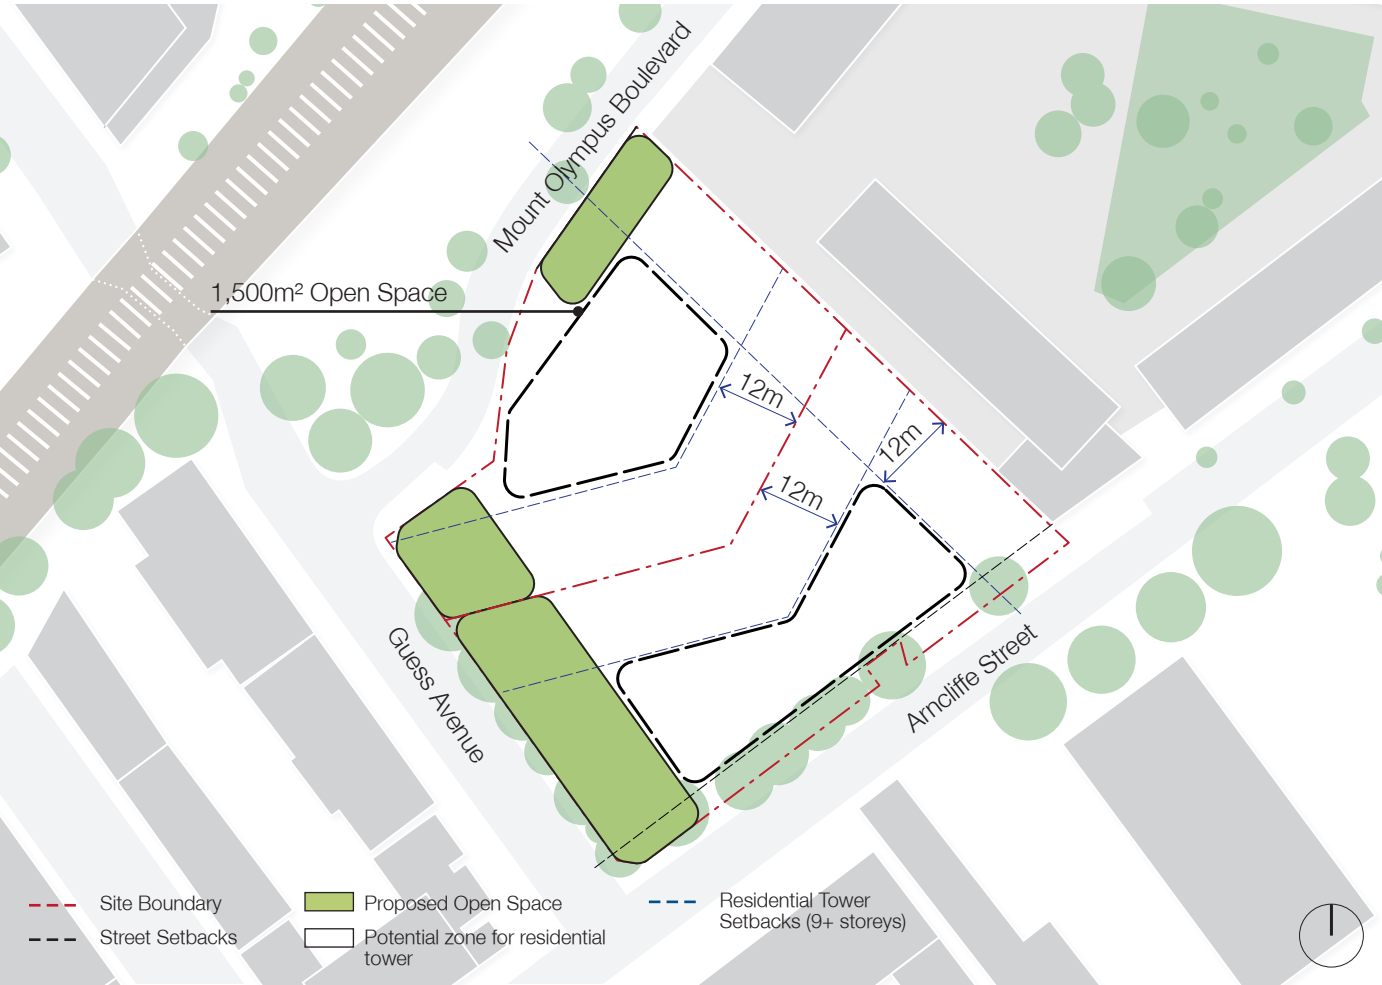 Mount Olympus Boulevard
1,500m² Open Space
12m
12m
12m
Guess Avenue
Arncliffe Street
Site Boundary
Street Setbacks
Proposed Open Space
Potential zone for residential
tower
Residential Tower
Setbacks (9+ storeys)